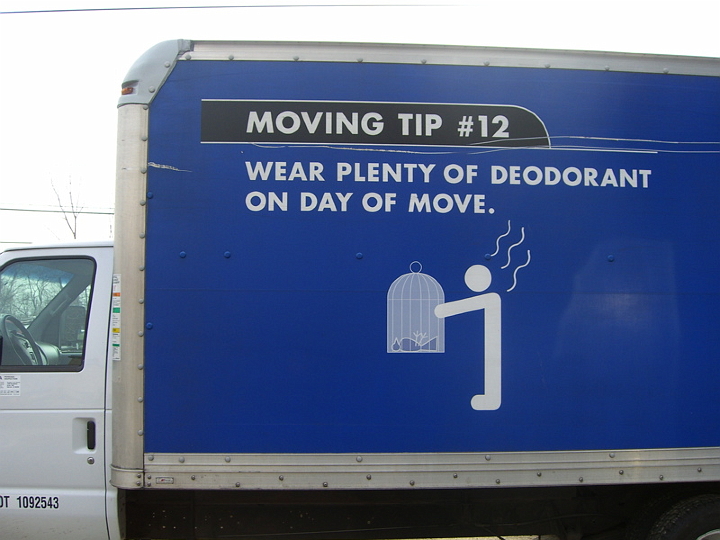 MOVING TIP #12
WEAR PLENTY OF DEODORANT
ON DAY OF MOVE.
OT 1092543